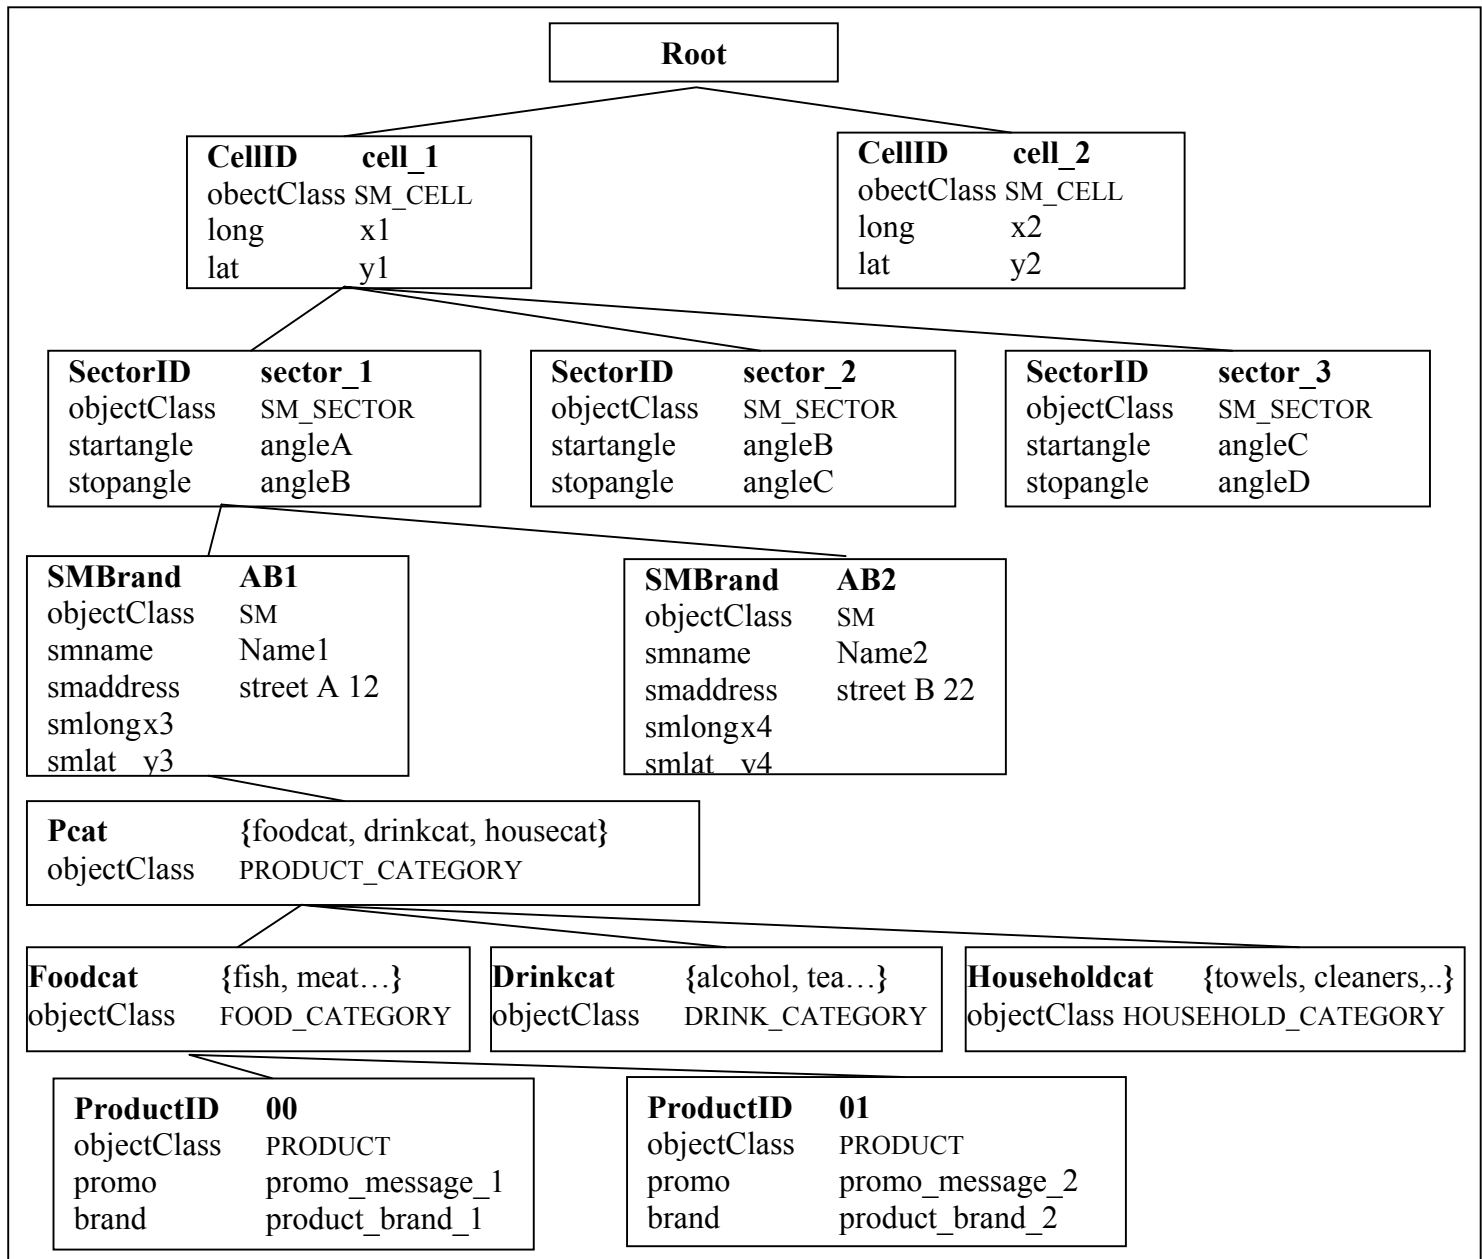 Root
CellID cell_1
obectClass SM_CELL
long x1
lat y1
CellID cell_2
obectClass SM_CELL
long x2
lat y2
SectorID sector_1
objectClass SM_SECTOR
startangle angleA
stopangle angleB
SectorID sector_2
objectClass SM_SECTOR
startangle angleB
stopangle angleC
SectorID sector_3
objectClass SM_SECTOR
startangle angleC
stopangle angleD
SMBrand AB1
objectClass SM
smname Name1
smaddress street A 12
smlongx3
smlat y3
SMBrand AB2
objectClass SM
smname Name2
smaddress street B 22
smlongx4
smlat y4
Pcat {foodcat, drinkcat, housecat}
objectClass PRODUCT_CATEGORY
Foodcat {fish, meat…}
objectClass FOOD_CATEGORY
Drinkcat {alcohol, tea…}
objectClass DRINK_CATEGORY
Householdcat {towels, cleaners,..}
objectClass HOUSEHOLD_CATEGORY
ProductID 00
objectClass PRODUCT
promo promo_message_1
brand product_brand_1
ProductID 01
objectClass PRODUCT
promo promo_message_2
brand product_brand_2